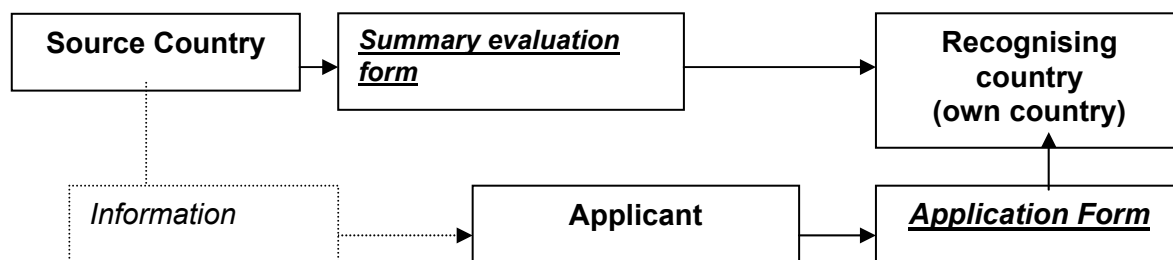 Source Country
Summary evaluation
form
Recognising
country
(own country)
Information
Applicant
Application Form